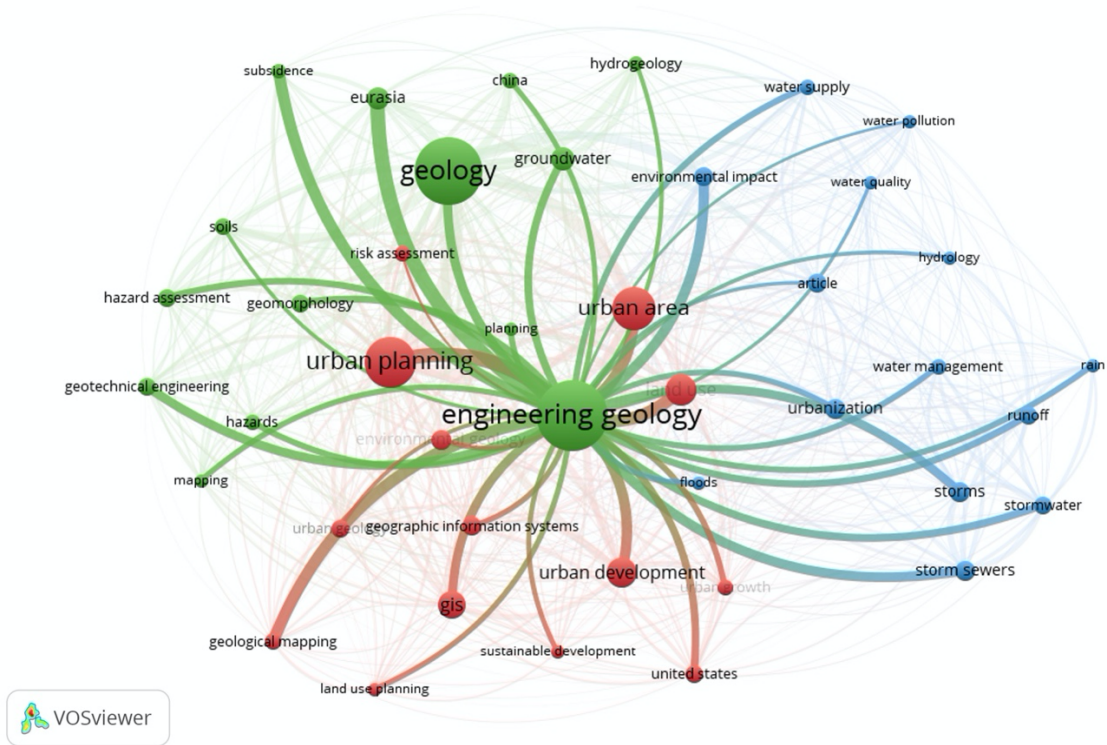 hydrogeology
subsidence
china
water supply
eurasia
water pollution
groundwater
geology
environmental impact
water quality
soils
risk assessment
hydrology
article
hazard assessment
geomorphology
urban area
planning
urban planning
water management
rain
geotechnical engineering
land use
urbanization
engineering geology
runoff
hazards
environmental geology
mapping
floods
storms
stormwater
urban geology
geographic information systems
storm sewers
urban development
urban growth
gis
geological mapping
sustainable development
united states
land use planning
VOSviewer